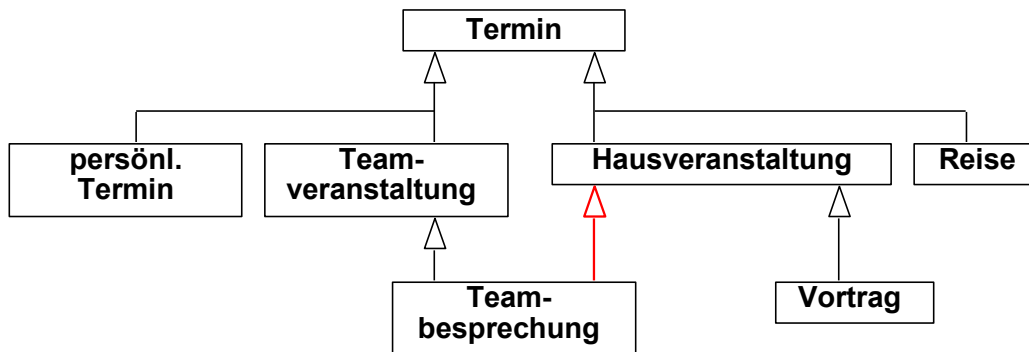 Termin
persönl.
Termin
Team-
veranstaltung
Hausveranstaltung
Reise
Team-
besprechung
Vortrag